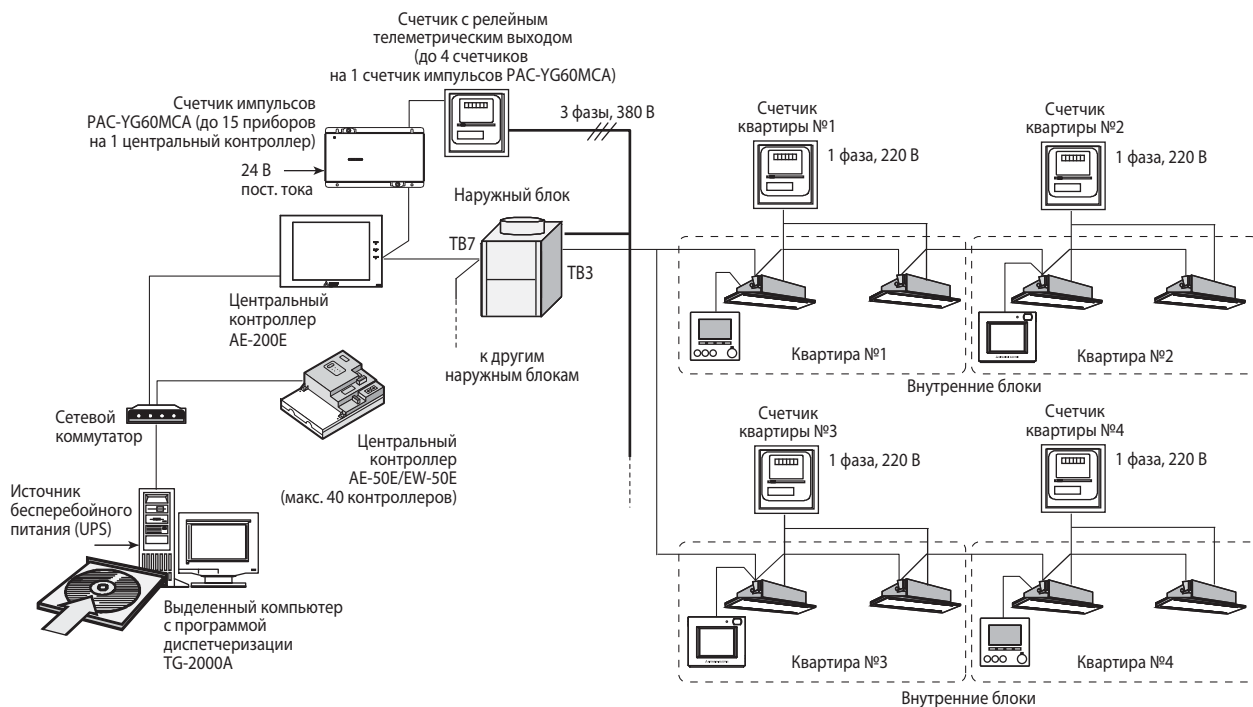 Счетчик с релейным
телеметрическим выходом
(до 4 счетчиков
на 1 счетчик импульсов PAC-YG60MCA)
Счетчик импульсов
PAC-YG60MCA (до 15 приборов
на 1 центральный контроллер)
24 В
пост. тока
3 фазы, 380 В
Наружный блок
TB7
TB3
Центральный
контроллер
AE-200E
к другим
наружным блокам
Сетевой
коммутатор
Центральный
контроллер
AE-50E/EW-50E
(макс. 40 контроллеров)
Источник
бесперебойного
питания (UPS)
Выделенный компьютер
с программой
диспетчеризации
TG-2000A
Счетчик
квартиры №1
1 фаза, 220 В
Счетчик
квартиры №2
1 фаза, 220 В
Квартира №1
Квартира №2
Внутренние блоки
Счетчик
квартиры №3
1 фаза, 220 В
Счетчик
квартиры №4
1 фаза, 220 В
Квартира №3
Квартира №4
Внутренние блоки